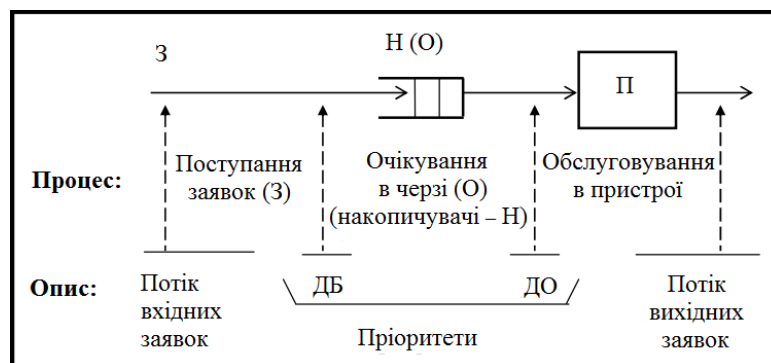 З
Н (О)
П
Процес:
Поступання
заявок (З)
Очікування
в черзі (О)
(накопичувачі – Н)
Обслуговування
в пристрої
Опис:
Потік
вхідних
заявок
ДБ
ДО
Пріоритети
Потік
вихідних
заявок